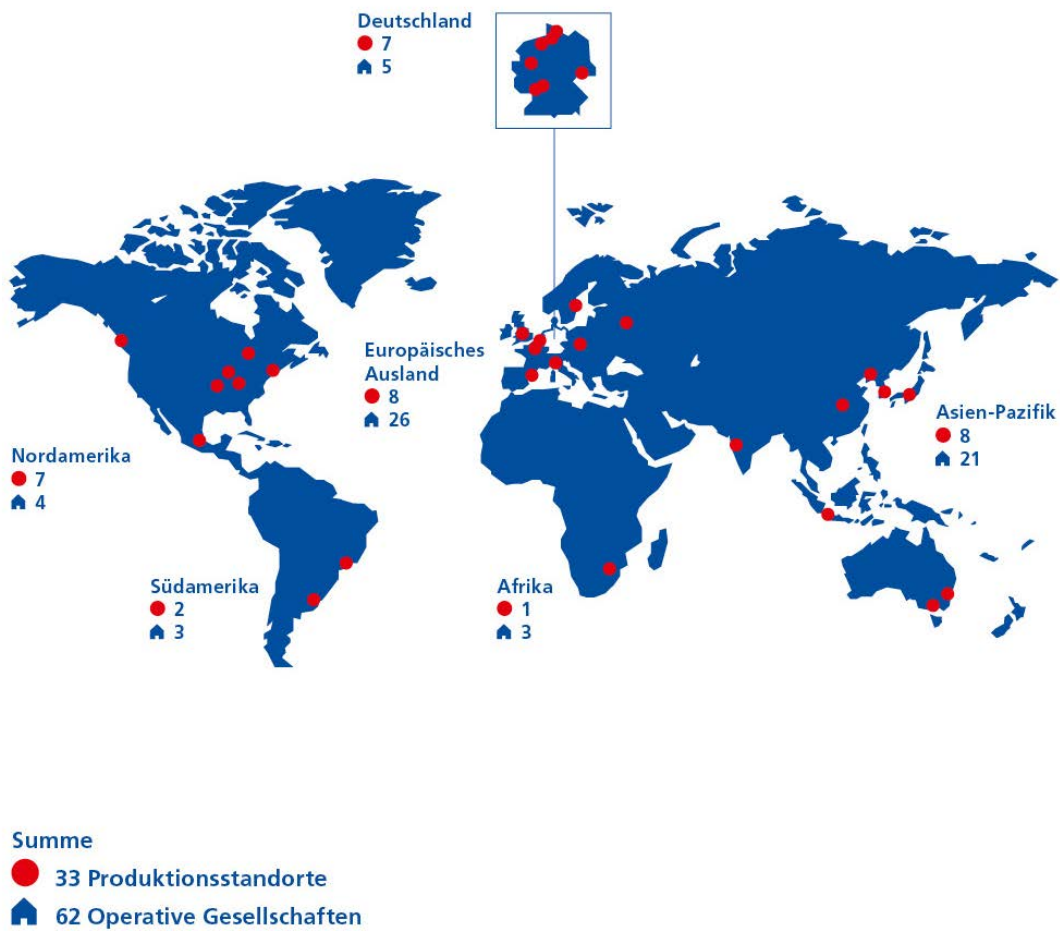 Deutschland
7
5
Europäisches
Ausland
8
26
Asien-Pazifik
8
21
Nordamerika
7
4
Südamerika
2
3
Afrika
1
3
Summe
33 Produktionsstandorte
62 Operative Gesellschaften